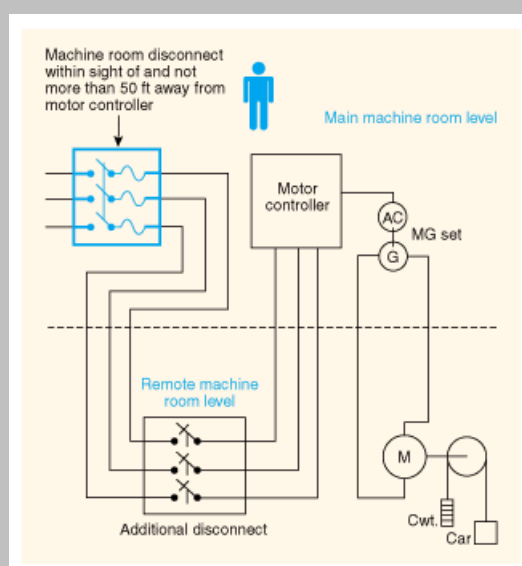 Machine room disconnect
within sight of and not
more than 50 ft away from
motor controller
Main machine room level
Motor
controller
AC
MG set
G
Remote machine
room level
M
Additional disconnect
Cwt.
Car